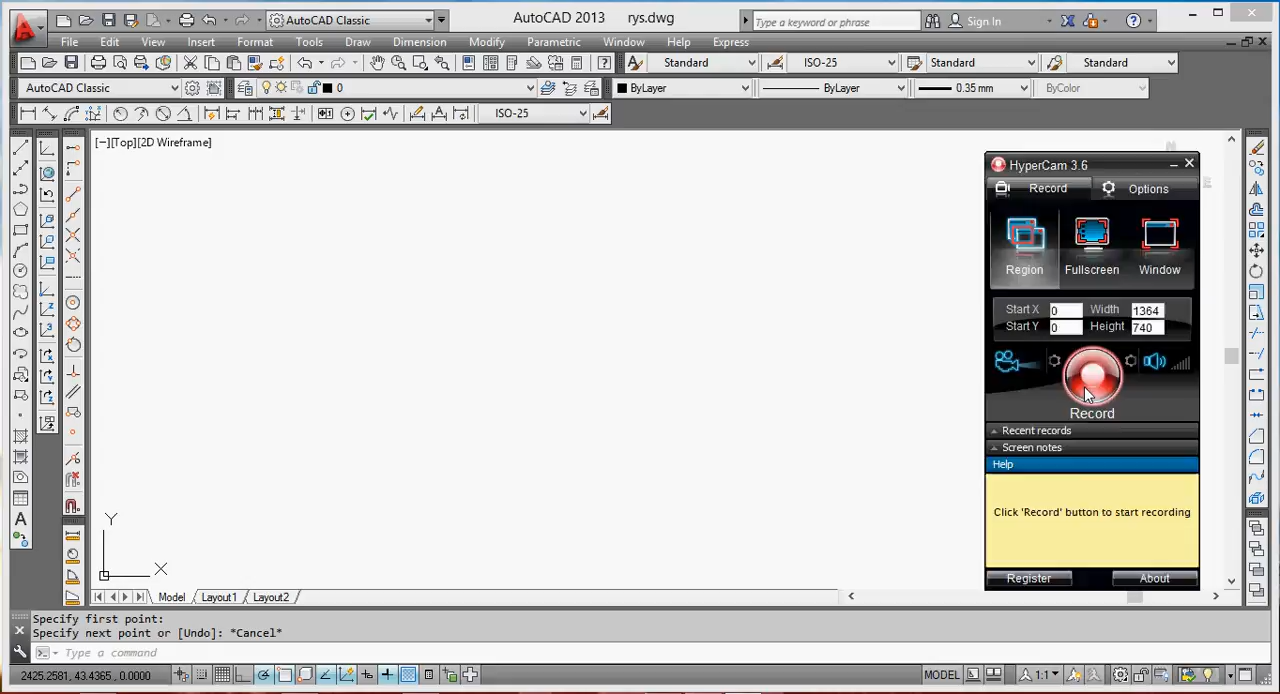 AutoCAD Classic
AutoCAD 2013 rys.dwg
Type a keyword or phrase
Sign In
File Edit View Insert Format Tools Draw Dimension Modify Parametric Window Help Express
Standard ISO-25 Standard Standard
AutoCAD Classic 0 ByLayer ByLayer 0.35 mm ByColor
ISO-25
[−][Top][2D Wireframe]
HyperCam 3.6
Record Options
Region Fullscreen Window
Start X 0 Width 1364
Start Y 0 Height 740
Record
Recent records
Screen notes
Help
Click 'Record' button to start recording
Register About
Y
X
A
Model Layout1 Layout2
Specify first point:
Specify next point or [Undo]: *Cancel*
Type a command
2425.2581, 43.4365, 0.0000
MODEL
1:1